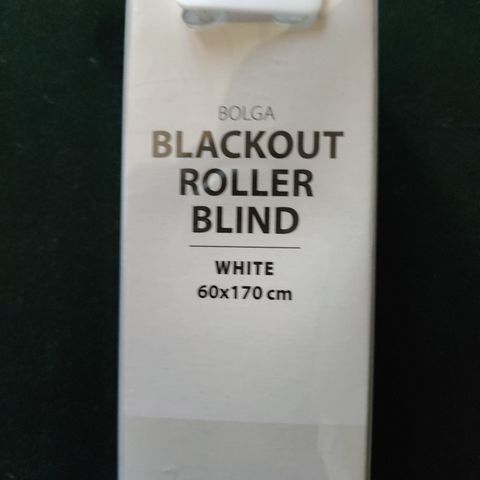 BOLGA
BLACKOUT
ROLLER
BLIND
WHITE
60x170 cm